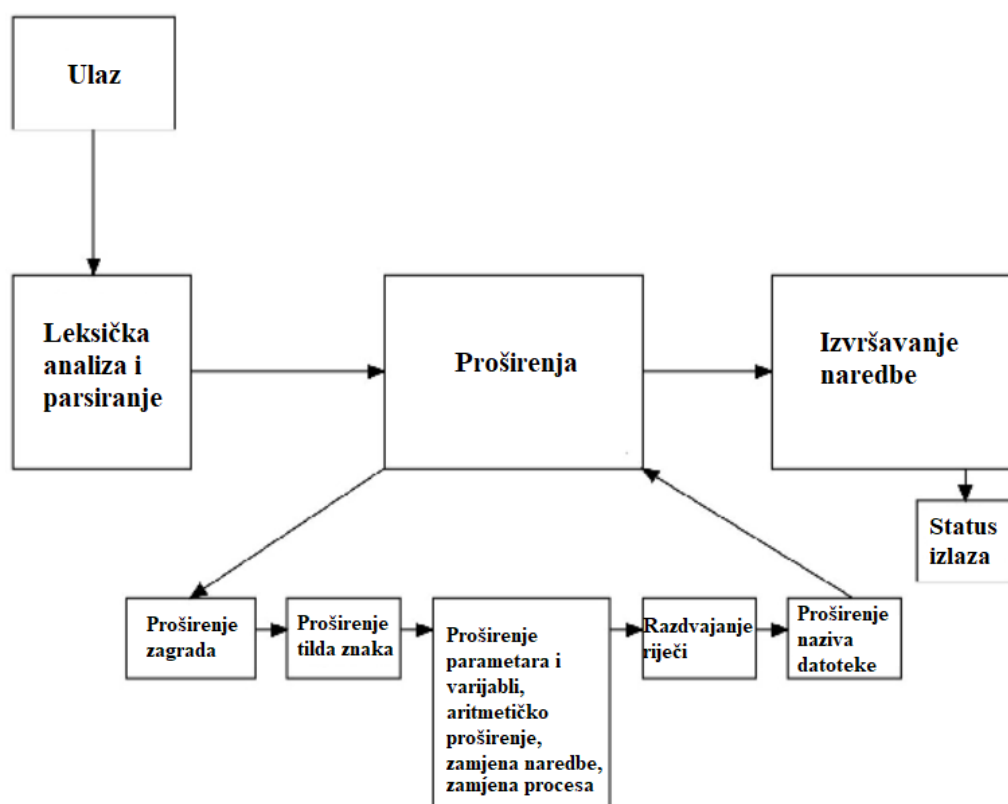 Ulaz
Leksička
analiza i
parsiranje
Proširenja
Izvršavanje
naredbe
Status
izlaza
Proširenje
zagrada
Proširenje
tilda znaka
Proširenje
parametara i
varijabli,
aritmetičko
proširenje,
zamjena naredbe,
zamjena procesa
Razdvajanje
riječi
Proširenje
naziva
datoteke